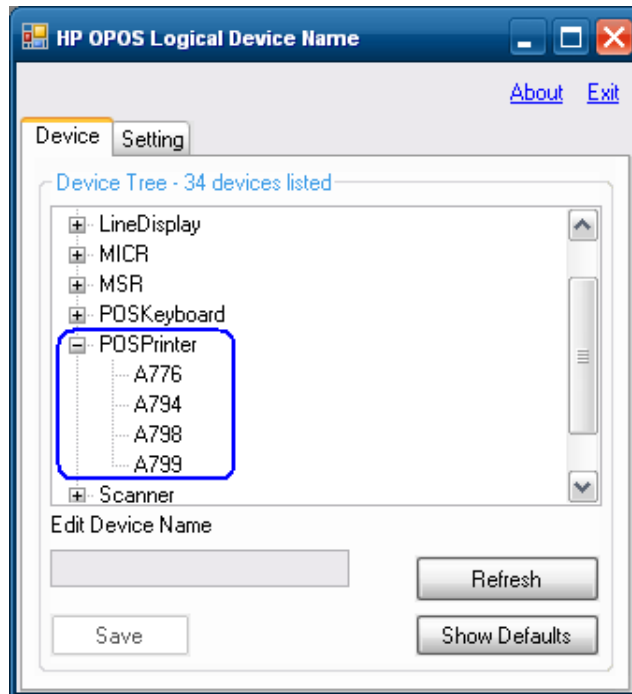 HP OPOS Logical Device Name
About Exit
Device Setting
Device Tree - 34 devices listed
LineDisplay
MICR
MSR
POSKeyboard
POSPrinter
A776
A794
A798
A799
Scanner
Edit Device Name
Refresh
Save Show Defaults